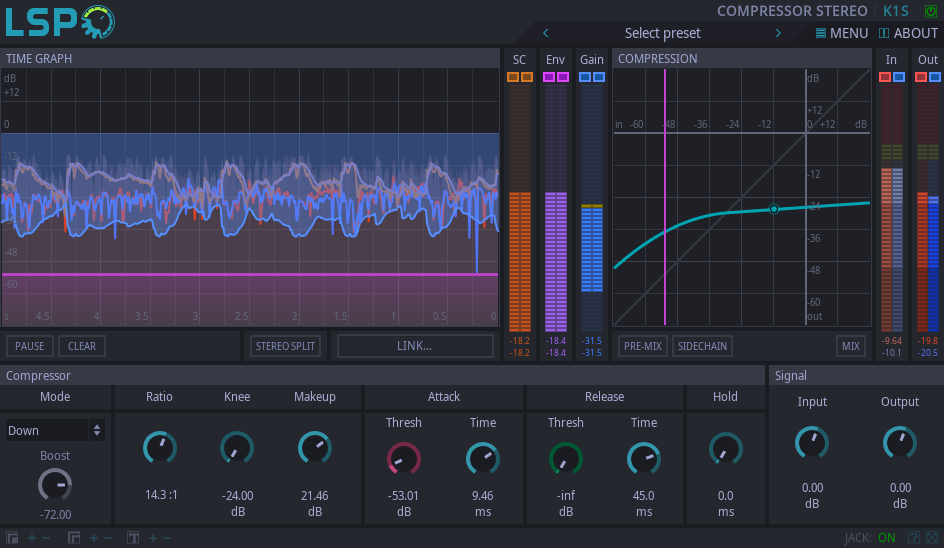 LSP COMPRESSOR STEREO K1S
Select preset MENU ABOUT
TIME GRAPH SC Env Gain COMPRESSION In Out
dB dB
+12 +12
0 in -60 -48 -36 -24 -12 0 +12 dB
-12 -12
-24
-36
-48 -48
-60 -60
s 4.5 4 3.5 3 2.5 2 1.5 1 0.5 0 out
PAUSE CLEAR STEREO SPLIT LINK... PRE-MIX SIDECHAIN MIX
-18.2 -18.4 -31.5 -9.64 -19.8
-18.2 -18.4 -31.5 -10.1 -20.5
Compressor Signal
Mode Ratio Knee Makeup Attack Release Hold Input Output
Thresh Time Thresh Time
Down
Boost
14.3 :1 -24.00 dB 21.46 dB -53.01 dB 9.46 ms -inf dB 45.0 ms 0.0 ms 0.00 dB 0.00 dB
-72.00
JACK: ON